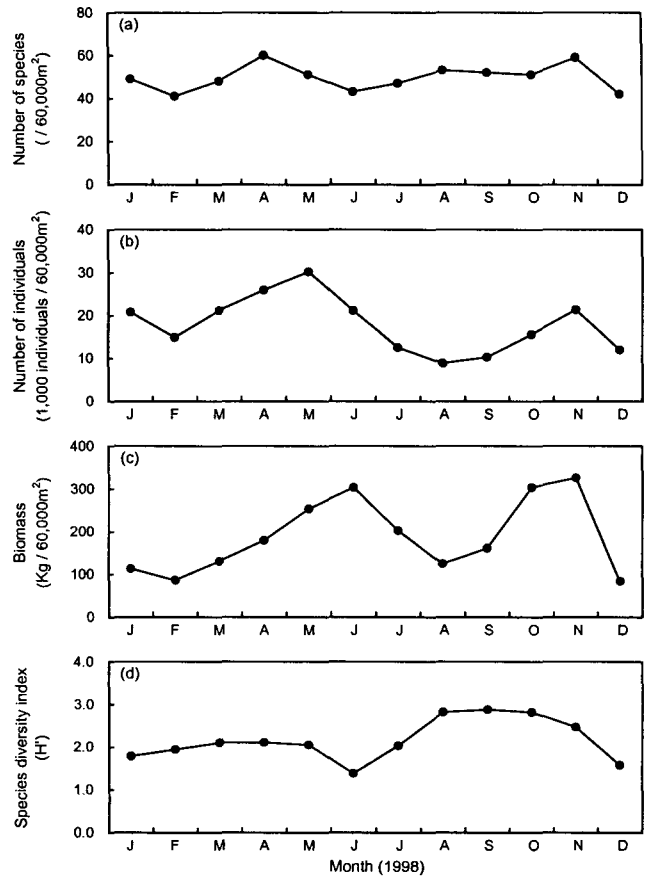 (a)
Number of species
( / 60,000m²)
80
60
40
20
0
J F M A M J J A S O N D
(b)
Number of individuals
(1,000 individuals / 60,000m²)
40
30
20
10
0
J F M A M J J A S O N D
(c)
Biomass
(Kg / 60,000m²)
400
300
200
100
0
J F M A M J J A S O N D
(d)
Species diversity index
(H')
4.0
3.0
2.0
1.0
0.0
J F M A M J J A S O N D
Month (1998)